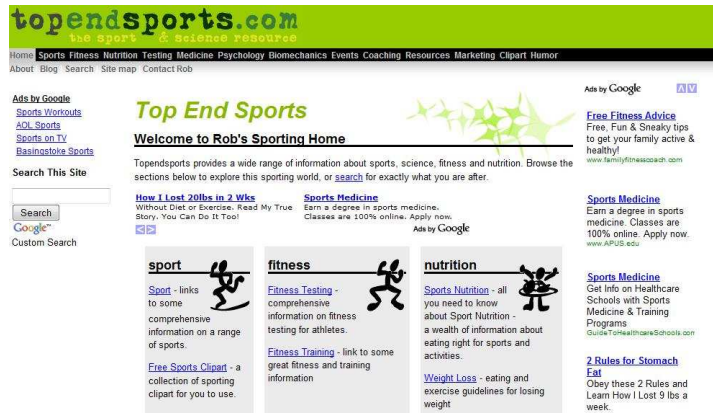 topendsports.com
the sport & science resource
Home Sports Fitness Nutrition Testing Medicine Psychology Biomechanics Events Coaching Resources Marketing Clipart Humor
About Blog Search Site map Contact Rob
Ads by Google
Sports Workouts
AOL Sports
Sports on TV
Basingstoke Sports
Search This Site
Search
Google™
Custom Search
Top End Sports
Welcome to Rob's Sporting Home
Topendsports provides a wide range of information about sports, science, fitness and nutrition. Browse the
sections below to explore this sporting world, or search for exactly what you are after.
How I Lost 20lbs in 2 Wks
Without Diet or Exercise. Read My True
Story. You Can Do It Too!
Sports Medicine
Earn a degree in sports medicine.
Classes are 100% online. Apply now.
Ads by Google
sport
Sport - links
to some
comprehensive
information on a range
of sports.
Free Sports Clipart - a
collection of sporting
clipart for you to use.
fitness
Fitness Testing -
comprehensive
information on fitness
testing for athletes.
Fitness Training - link to some
great fitness and training
information
nutrition
Sports Nutrition - all
you need to know
about Sport Nutrition -
a wealth of information about
eating right for sports and
activities.
Weight Loss - eating and
exercise guidelines for losing
weight
Ads by Google
Free Fitness Advice
Free, Fun & Sneaky tips
to get your family active &
healthy!
www.familyfitnesscoach.com
Sports Medicine
Earn a degree in sports
medicine. Classes are
100% online. Apply now.
www.APUS.edu
Sports Medicine
Get Info on Healthcare
Schools with Sports
Medicine & Training
Programs
GuideToHealthcareSchools.com
2 Rules for Stomach
Fat
Obey these 2 Rules and
Learn How I Lost 9 lbs a
week.